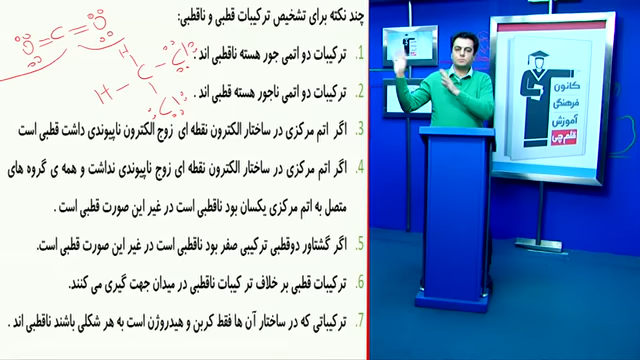 چند نکته برای تشخیص ترکیبات قطبی و ناقطبی:
1. ترکیبات دو اتمی جور هسته ناقطبی اند .
2. ترکیبات دو اتمی ناجور هسته قطبی اند .
3. اگر اتم مرکزی در ساختار الکترون نقطه ای زوج الکترون ناپیوندی داشت قطبی است
4. اگر اتم مرکزی در ساختار الکترون نقطه ای زوج ناپیوندی نداشت و همه ی گروه های
متصل به اتم مرکزی یکسان بود ناقطبی است در غیر این صورت قطبی است .
5. اگر گشتاور دوقطبی ترکیبی صفر بود ناقطبی است در غیر این صورت قطبی است.
6. ترکیبات قطبی بر خلاف تر کیبات ناقطبی در میدان جهت گیری می کنند.
7. تر کیباتی که در ساختار آن ها فقط کربن و هیدروژن است به هر شکلی باشند ناقطبی اند .
O=C=O
H
C Cl
H
Cl
کانون
فرهنگی
آموزش
قلم‌چی